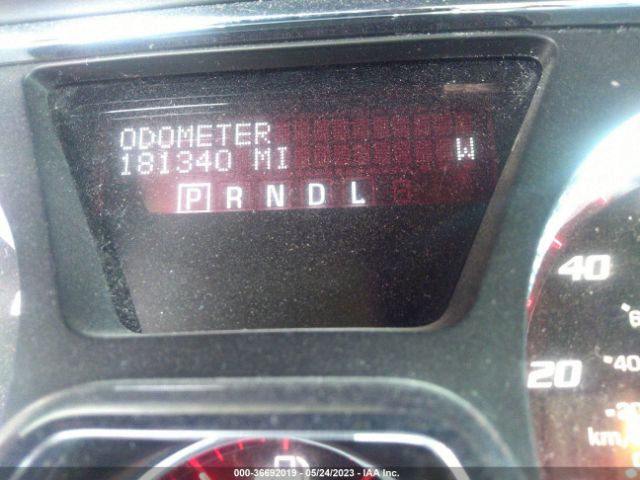 ODOMETER
181340 MI W
P R N D L
40
20
40
km/
000-36692019 - 05/24/2023 - IAA Inc.